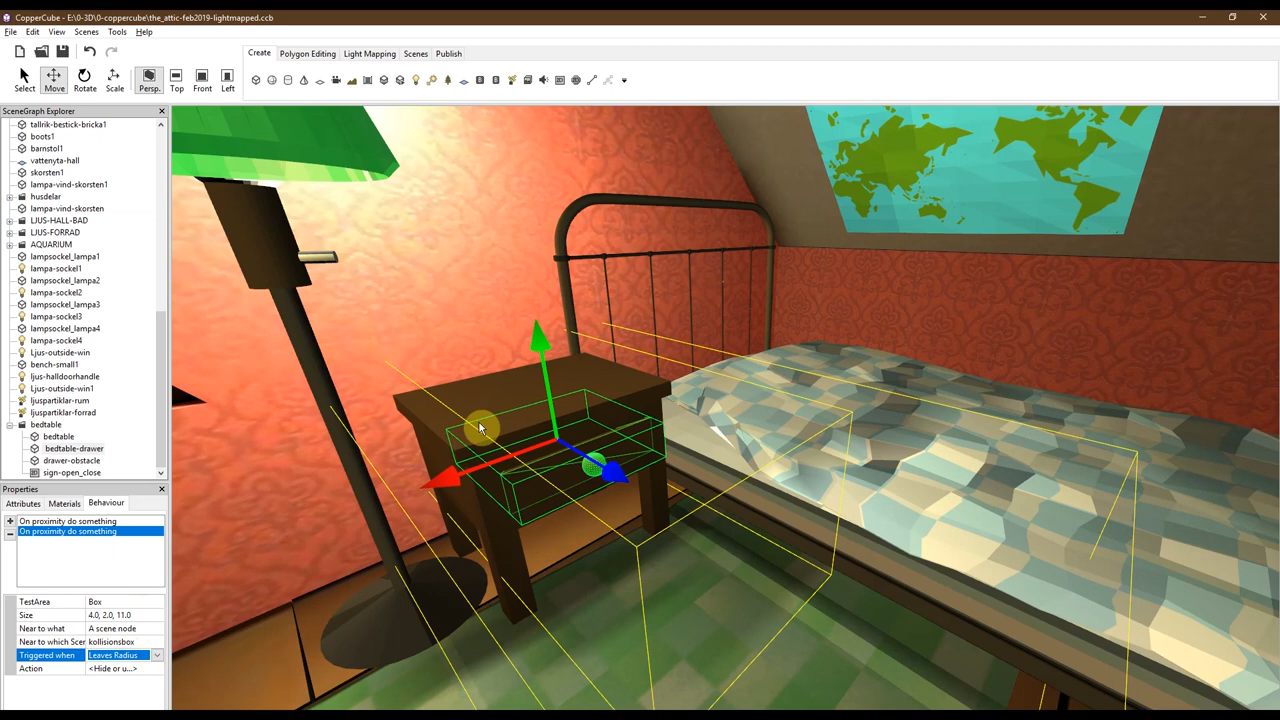 CopperCube - E:\0-3D\0-coppercube\the_attic-feb2019-lightmapped.ccb
File Edit View Scenes Tools Help
Create Polygon Editing Light Mapping Scenes Publish
Select Move Rotate Scale Persp. Top Front Left
SceneGraph Explorer
tallrik-bestick-bricka1
boots1
barnstol1
vattenyta-hall
skorsten1
lampa-vind-skorsten1
husdelar
lampa-vind-skorsten
LJUS-HALL-BAD
LJUS-FORRAD
AQUARIUM
lampsockel_lampa1
lampa-sockel1
lampsockel_lampa2
lampa-sockel2
lampsockel_lampa3
lampa-sockel3
lampsockel_lampa4
lampa-sockel4
Ljus-outside-win
bench-small1
ljus-halldoorhandle
Ljus-outside-win1
ljuspartiklar-rum
ljuspartiklar-forrad
bedtable
bedtable
bedtable-drawer
drawer-obstacle
sign-open_close
Properties
Attributes Materials Behaviour
On proximity do something
On proximity do something
TestArea Box
Size 4.0, 2.0, 11.0
Near to what A scene node
Near to which Scer kollisionsbox
Triggered when Leaves Radius
Action <Hide or u...>